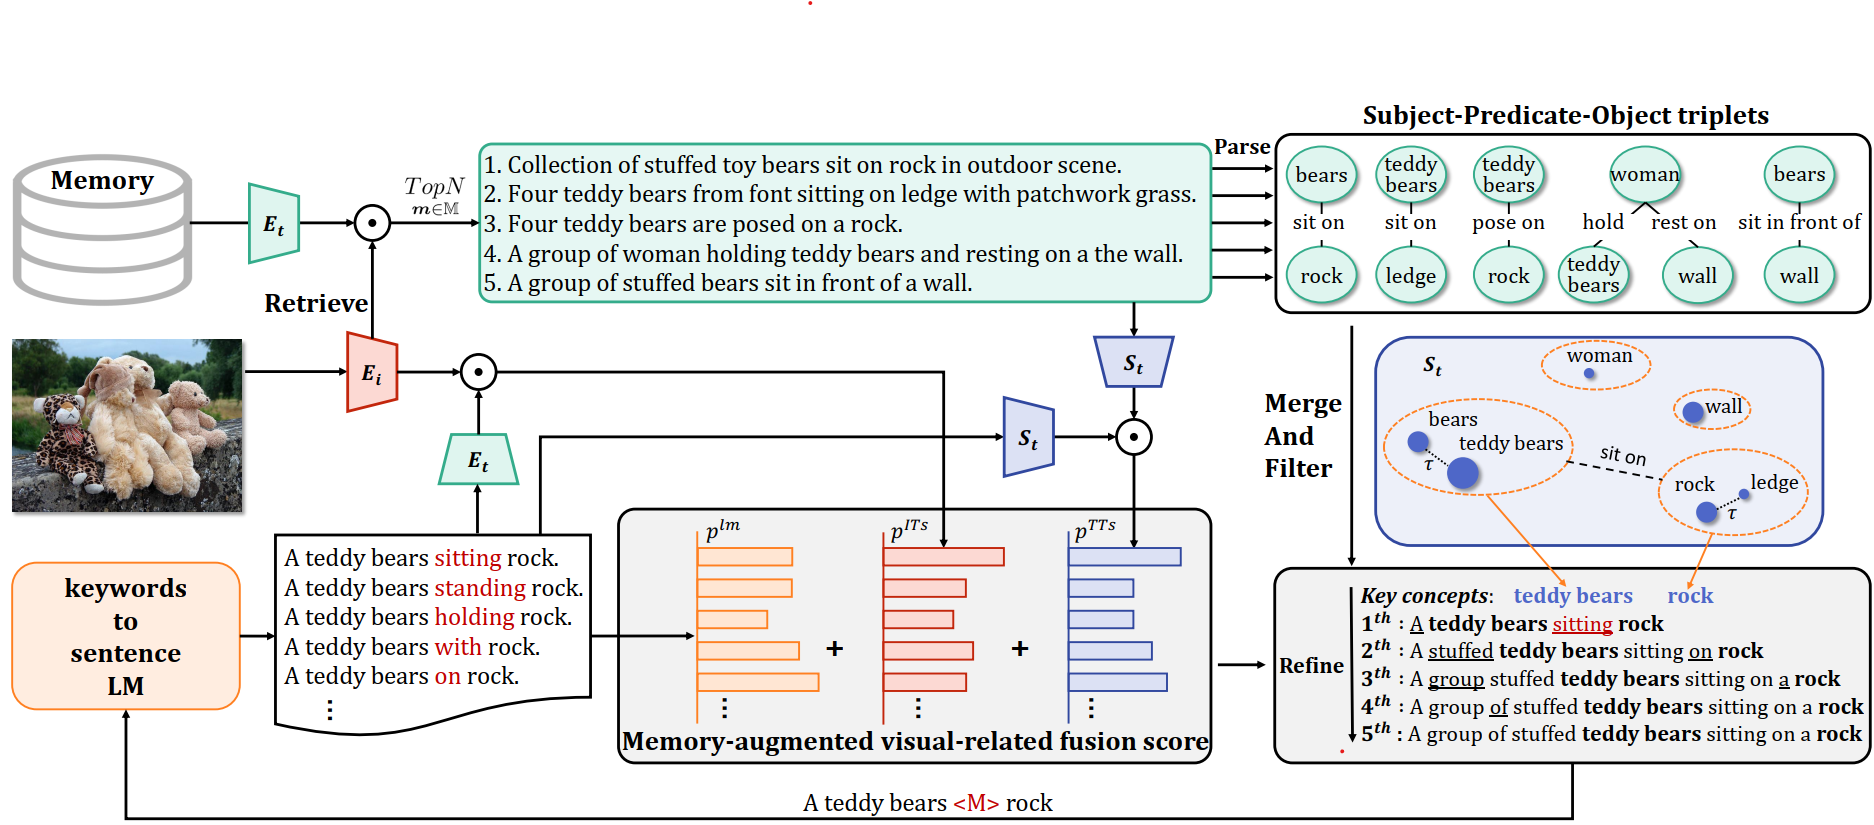 Memory
E_t
TopN
m∈𝕄
Retrieve
1. Collection of stuffed toy bears sit on rock in outdoor scene.
2. Four teddy bears from font sitting on ledge with patchwork grass.
3. Four teddy bears are posed on a rock.
4. A group of woman holding teddy bears and resting on a the wall.
5. A group of stuffed bears sit in front of a wall.
Parse
Subject-Predicate-Object triplets
bears
sit on
rock
teddy bears
sit on
ledge
teddy bears
pose on
rock
woman
hold
rest on
teddy bears
wall
bears
sit in front of
wall
E_i
E_t
S_t
S_t
Merge
And
Filter
S_t
woman
wall
bears
teddy bears
τ
sit on
rock
ledge
τ
keywords
to
sentence
LM
A teddy bears sitting rock.
A teddy bears standing rock.
A teddy bears holding rock.
A teddy bears with rock.
A teddy bears on rock.
⋮
p^lm
p^ITs
p^TTs
+
+
⋮
⋮
⋮
Memory-augmented visual-related fusion score
Refine
Key concepts: teddy bears rock
1^th : A teddy bears sitting rock
2^th : A stuffed teddy bears sitting on rock
3^th : A group stuffed teddy bears sitting on a rock
4^th : A group of stuffed teddy bears sitting on a rock
5^th : A group of stuffed teddy bears sitting on a rock
A teddy bears <M> rock